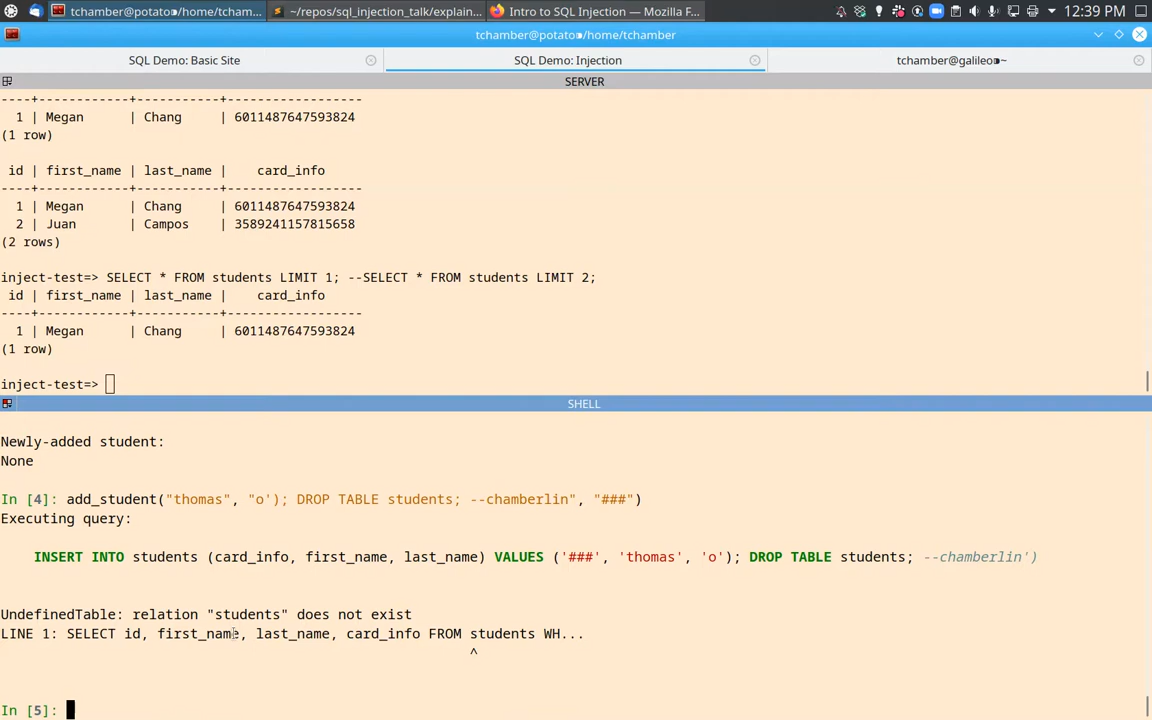 tchamber@potato:/home/tcham...
~/repos/sql_injection_talk/explain...
Intro to SQL Injection — Mozilla F...
12:39 PM
tchamber@potato:/home/tchamber
SQL Demo: Basic Site
SQL Demo: Injection
tchamber@galileo:~
SERVER
----+------------+-----------+------------------
1 | Megan | Chang | 6011487647593824
(1 row)
id | first_name | last_name | card_info
----+------------+-----------+------------------
1 | Megan | Chang | 6011487647593824
2 | Juan | Campos | 3589241157815658
(2 rows)
inject-test=> SELECT * FROM students LIMIT 1; --SELECT * FROM students LIMIT 2;
id | first_name | last_name | card_info
----+------------+-----------+------------------
1 | Megan | Chang | 6011487647593824
(1 row)
inject-test=>
SHELL
Newly-added student:
None
In [4]: add_student("thomas", "o'); DROP TABLE students; --chamberlin", "###")
Executing query:
INSERT INTO students (card_info, first_name, last_name) VALUES ('###', 'thomas', 'o'); DROP TABLE students; --chamberlin')
UndefinedTable: relation "students" does not exist
LINE 1: SELECT id, first_name, last_name, card_info FROM students WH...
^
In [5]: